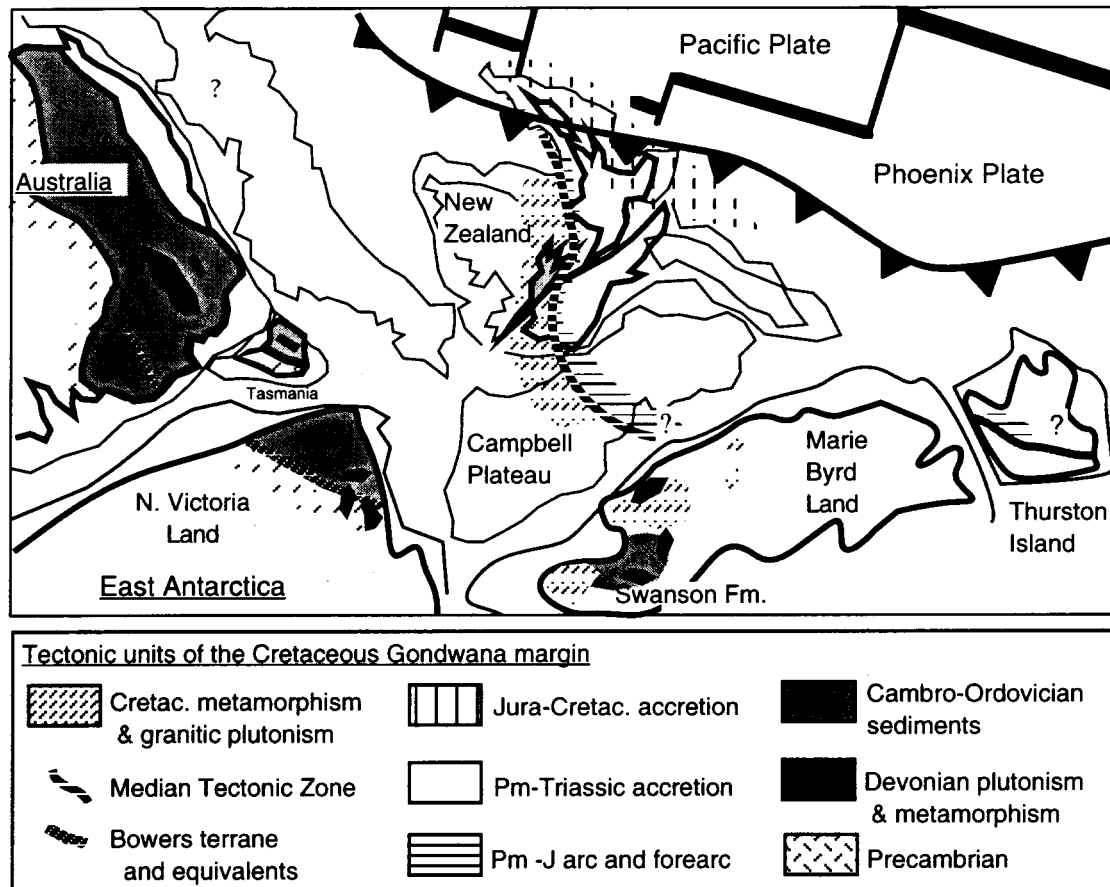 Pacific Plate
?
Phoenix Plate
Australia
New
Zealand
Tasmania
?
Campbell
Plateau
Marie
Byrd
Land
?
N. Victoria
Land
Thurston
Island
East Antarctica
Swanson Fm.
Tectonic units of the Cretaceous Gondwana margin
Cretac. metamorphism
& granitic plutonism
Median Tectonic Zone
Bowers terrane
and equivalents
Jura-Cretac. accretion
Pm-Triassic accretion
Pm -J arc and forearc
Cambro-Ordovician
sediments
Devonian plutonism
& metamorphism
Precambrian